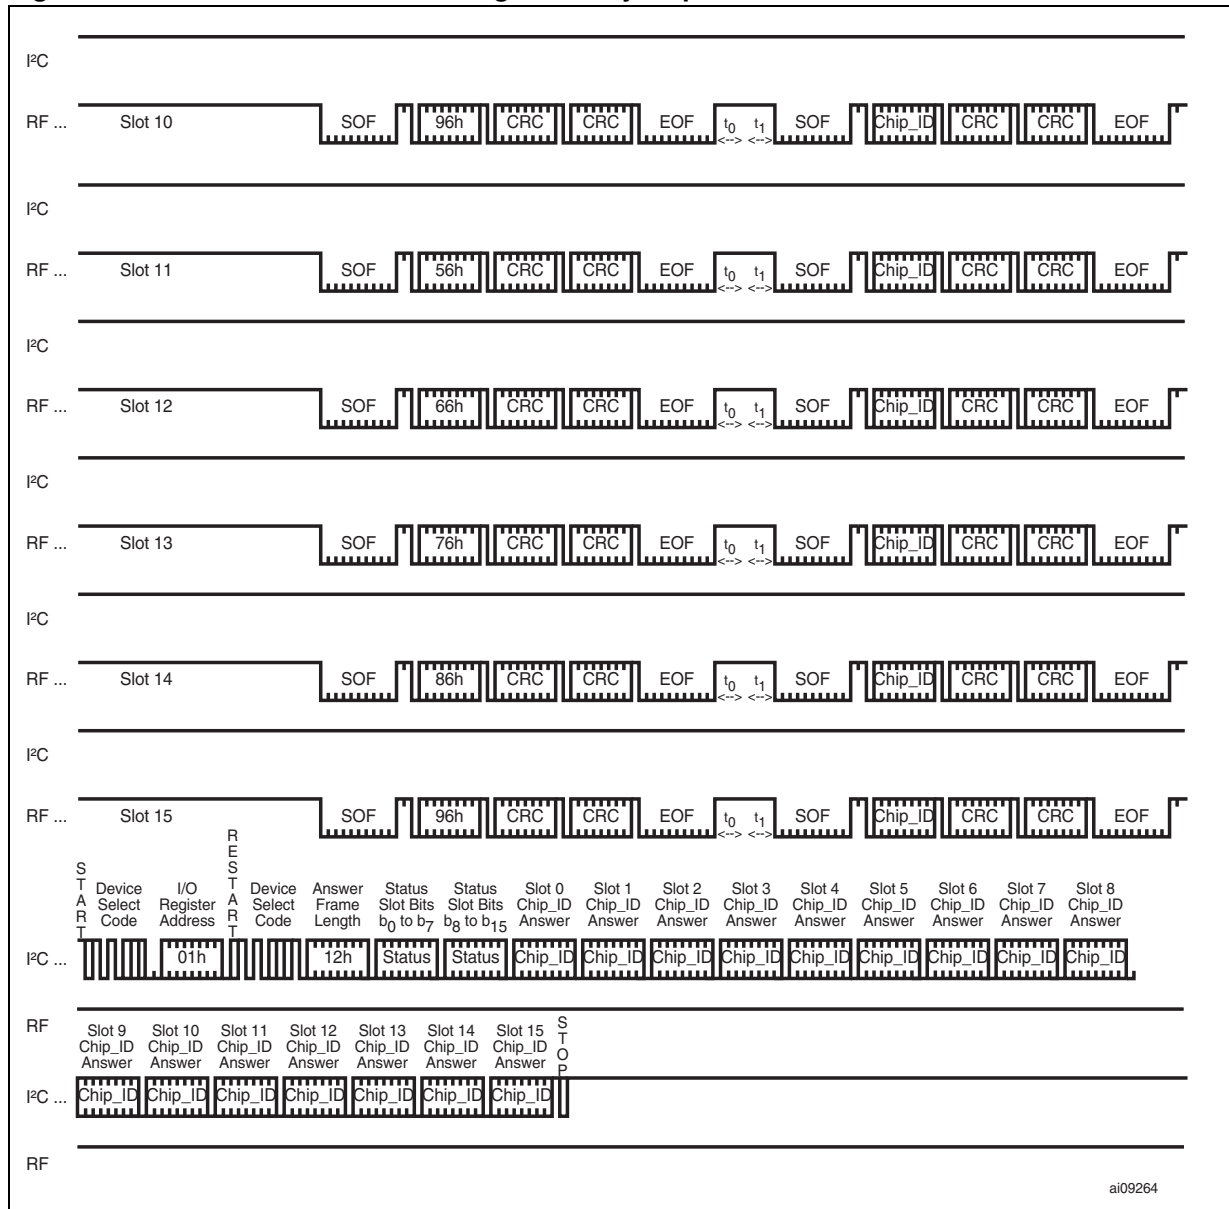 I²C
RF ... Slot 10 SOF 96h CRC CRC EOF t0 t1 SOF Chip_ID CRC CRC EOF
<--> <-->
I²C
RF ... Slot 11 SOF 56h CRC CRC EOF t0 t1 SOF Chip_ID CRC CRC EOF
<--> <-->
I²C
RF ... Slot 12 SOF 66h CRC CRC EOF t0 t1 SOF Chip_ID CRC CRC EOF
<--> <-->
I²C
RF ... Slot 13 SOF 76h CRC CRC EOF t0 t1 SOF Chip_ID CRC CRC EOF
<--> <-->
I²C
RF ... Slot 14 SOF 86h CRC CRC EOF t0 t1 SOF Chip_ID CRC CRC EOF
<--> <-->
I²C
RF ... Slot 15 SOF 96h CRC CRC EOF t0 t1 SOF Chip_ID CRC CRC EOF
<--> <-->
START Device Select Code I/O Register Address RESTART Device Select Code Answer Frame Length Status Slot Bits b0 to b7 Status Slot Bits b8 to b15 Slot 0 Chip_ID Answer Slot 1 Chip_ID Answer Slot 2 Chip_ID Answer Slot 3 Chip_ID Answer Slot 4 Chip_ID Answer Slot 5 Chip_ID Answer Slot 6 Chip_ID Answer Slot 7 Chip_ID Answer Slot 8 Chip_ID Answer
I²C ... 01h 12h Status Status Chip_ID Chip_ID Chip_ID Chip_ID Chip_ID Chip_ID Chip_ID Chip_ID Chip_ID
RF
Slot 9 Chip_ID Answer Slot 10 Chip_ID Answer Slot 11 Chip_ID Answer Slot 12 Chip_ID Answer Slot 13 Chip_ID Answer Slot 14 Chip_ID Answer Slot 15 Chip_ID Answer STOP
I²C ... Chip_ID Chip_ID Chip_ID Chip_ID Chip_ID Chip_ID Chip_ID
RF
ai09264